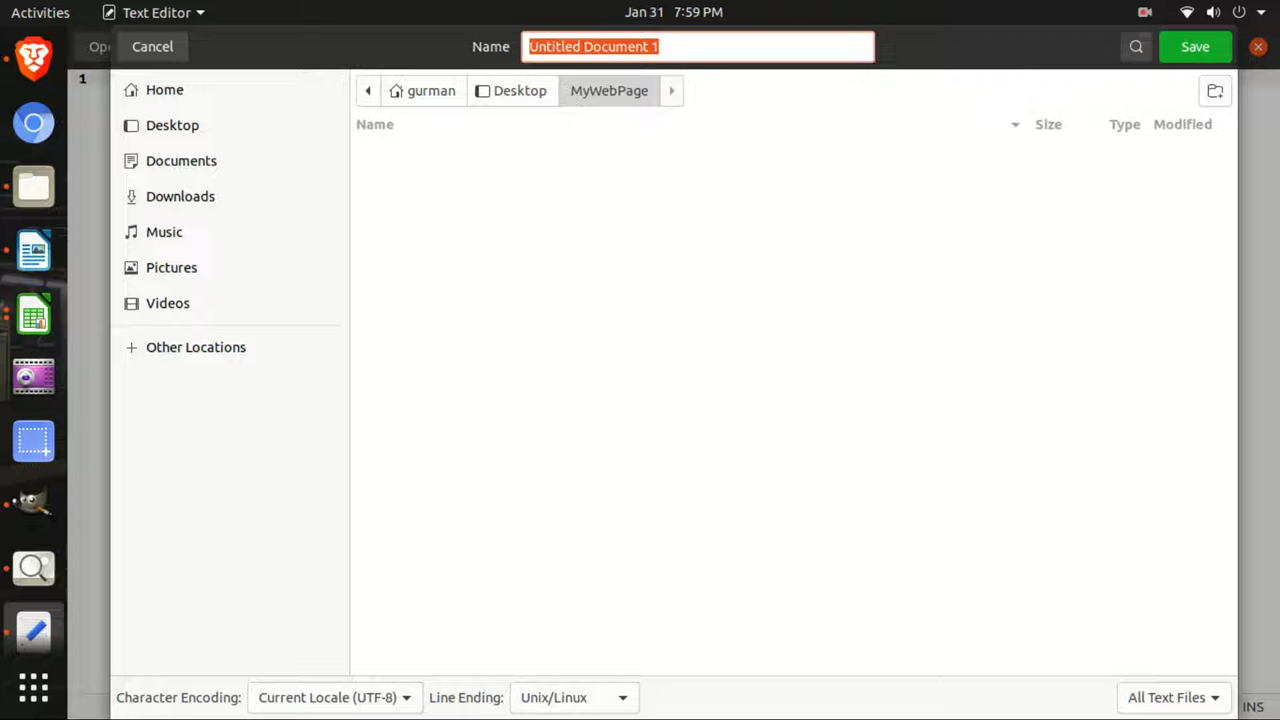 Activities Text Editor Jan 31 7:59 PM
Cancel Name Untitled Document 1 Save
1
Home
Desktop
Documents
Downloads
Music
Pictures
Videos
Other Locations
gurman Desktop MyWebPage
Name Size Type Modified
Character Encoding: Current Locale (UTF-8) Line Ending: Unix/Linux All Text Files
INS